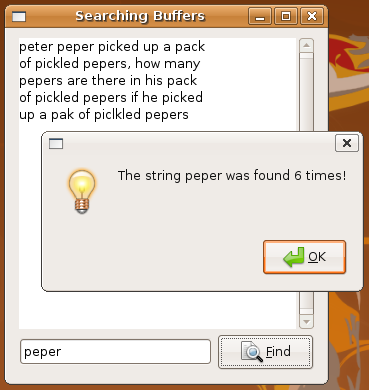 Searching Buffers
peter peper picked up a pack
of pickled pepers, how many
pepers are there in his pack
of pickled pepers if he picked
up a pak of piclkled pepers
The string peper was found 6 times!
OK
peper
Find